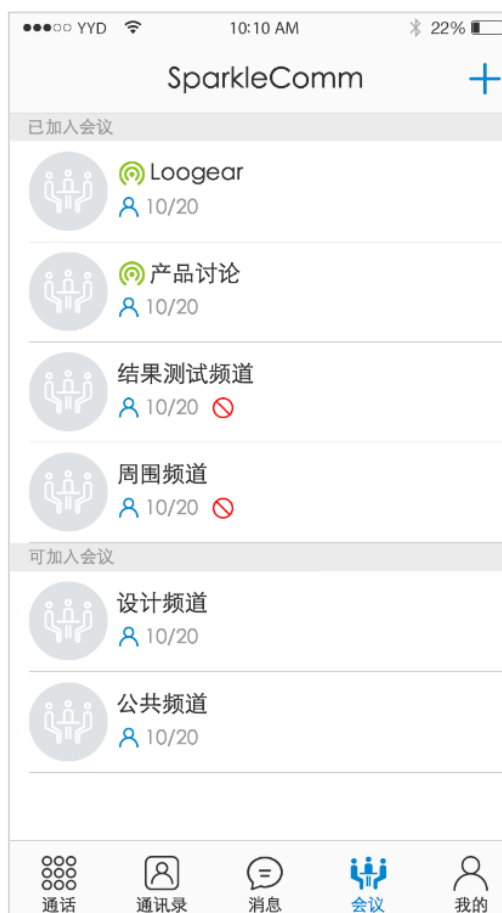 YYD 10:10 AM 22%
SparkleComm
已加入会议
Loogear
10/20
产品讨论
10/20
结果测试频道
10/20
周围频道
10/20
可加入会议
设计频道
10/20
公共频道
10/20
通话 通讯录 消息 会议 我的